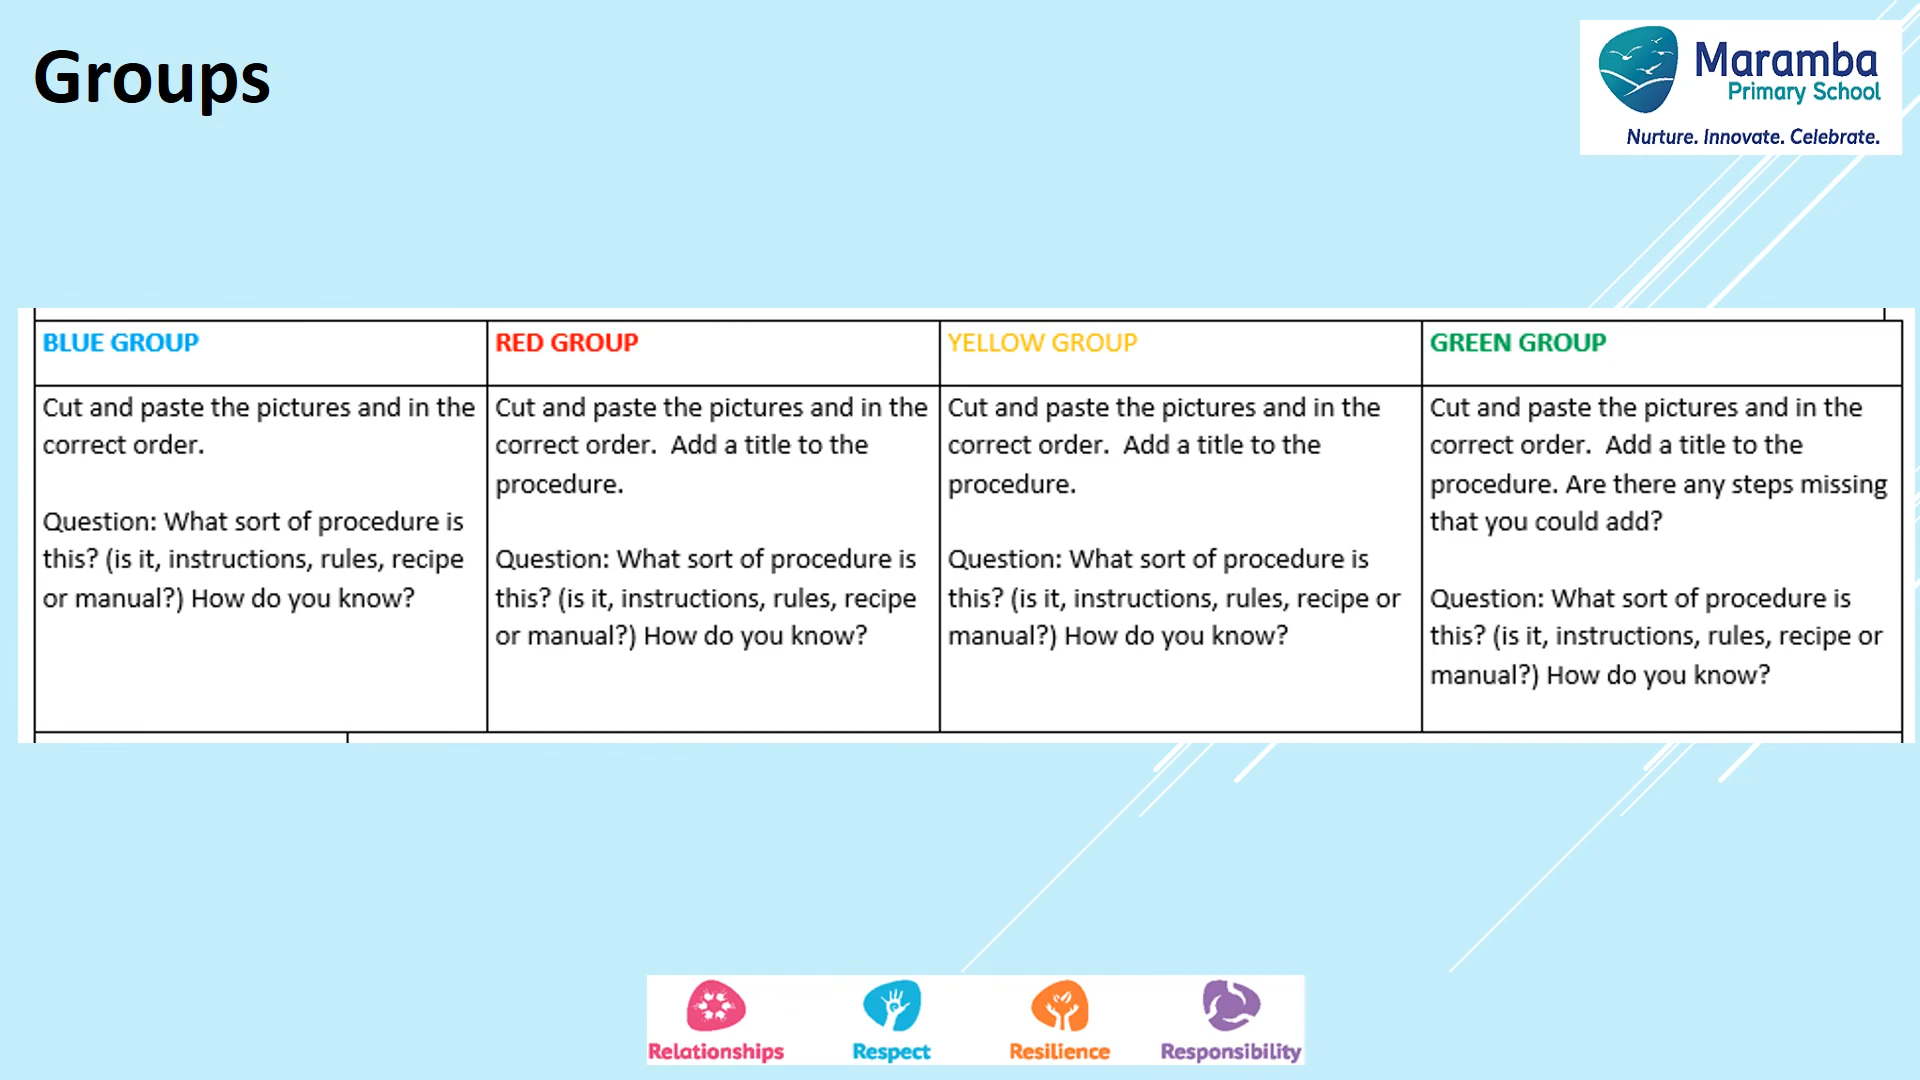 Groups
Maramba
Primary School
Nurture. Innovate. Celebrate.
BLUE GROUP
Cut and paste the pictures and in the
correct order.
Question: What sort of procedure is
this? (is it, instructions, rules, recipe
or manual?) How do you know?
RED GROUP
Cut and paste the pictures and in the
correct order.  Add a title to the
procedure.
Question: What sort of procedure is
this? (is it, instructions, rules, recipe
or manual?) How do you know?
YELLOW GROUP
Cut and paste the pictures and in the
correct order.  Add a title to the
procedure.
Question: What sort of procedure is
this? (is it, instructions, rules, recipe or
manual?) How do you know?
GREEN GROUP
Cut and paste the pictures and in the
correct order.  Add a title to the
procedure. Are there any steps missing
that you could add?
Question: What sort of procedure is
this? (is it, instructions, rules, recipe or
manual?) How do you know?
Relationships
Respect
Resilience
Responsibility